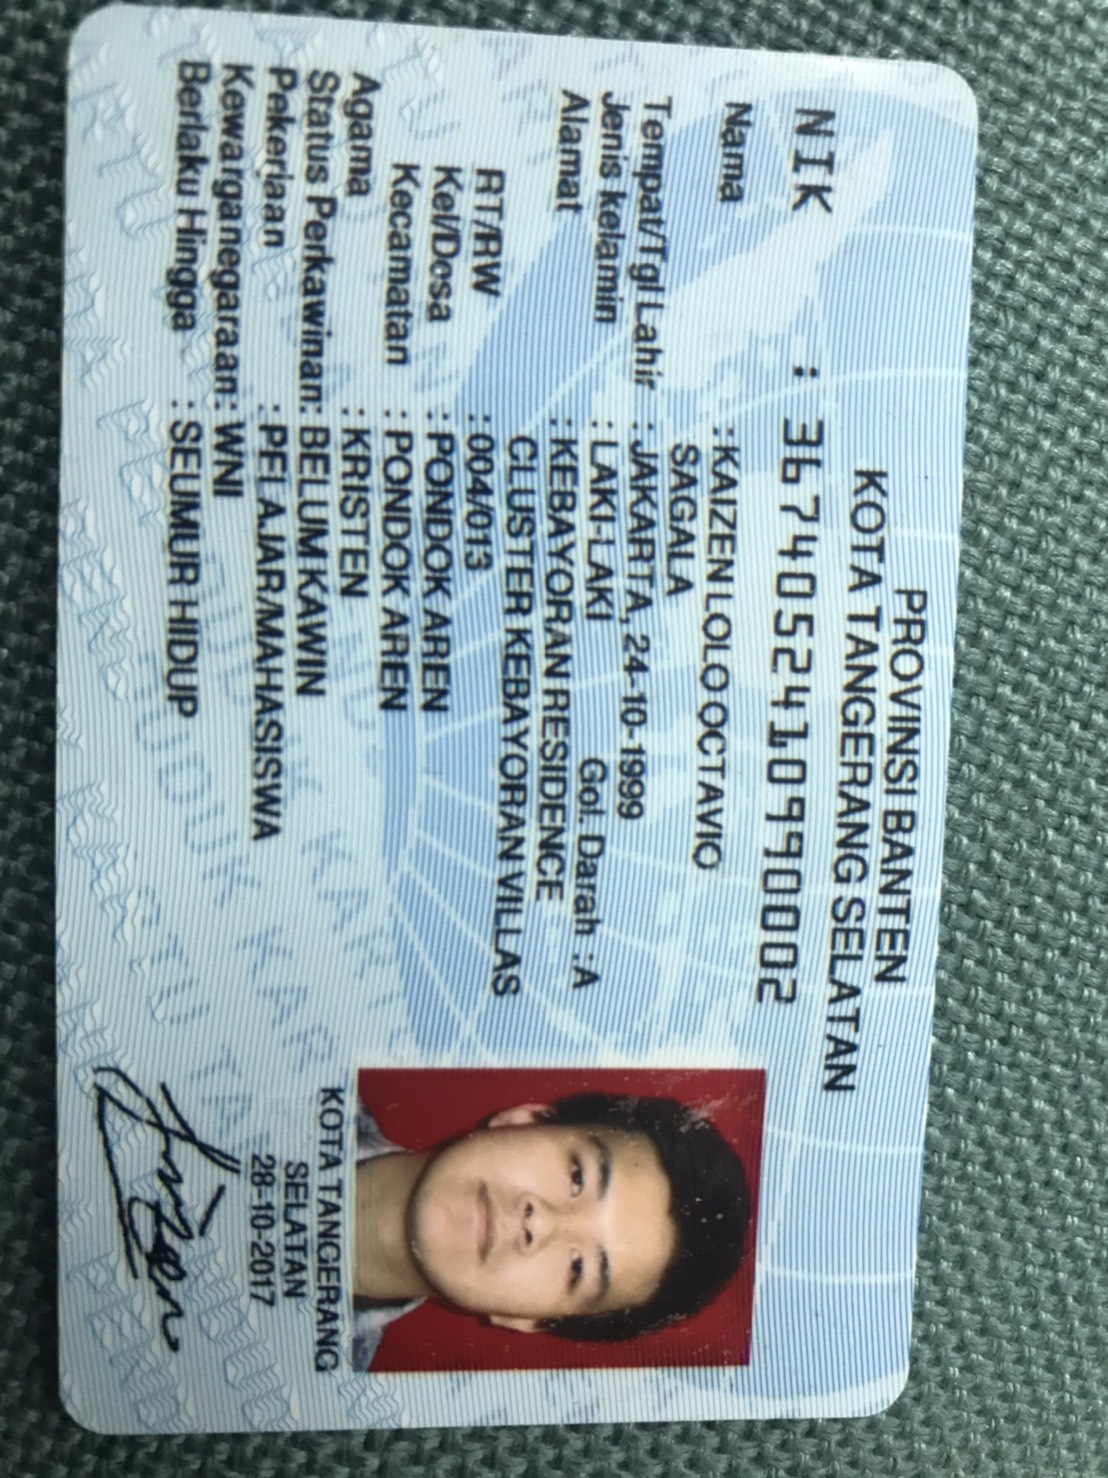 PROVINSI BANTEN
KOTA TANGERANG SELATAN
NIK : 3674052410990002
Nama : KAIZEN LOLO OCTAVIO
SAGALA
Tempat/Tgl Lahir : JAKARTA, 24-10-1999
Jenis kelamin : LAKI-LAKI Gol. Darah : A
Alamat : KEBAYORAN RESIDENCE
CLUSTER KEBAYORAN VILLAS
RT/RW : 004/013
Kel/Desa : PONDOK AREN
Kecamatan : PONDOK AREN
Agama : KRISTEN
Status Perkawinan: BELUM KAWIN
Pekerjaan : PELAJAR/MAHASISWA
Kewarganegaraan: WNI
Berlaku Hingga : SEUMUR HIDUP
KOTA TANGERANG
SELATAN
28-10-2017